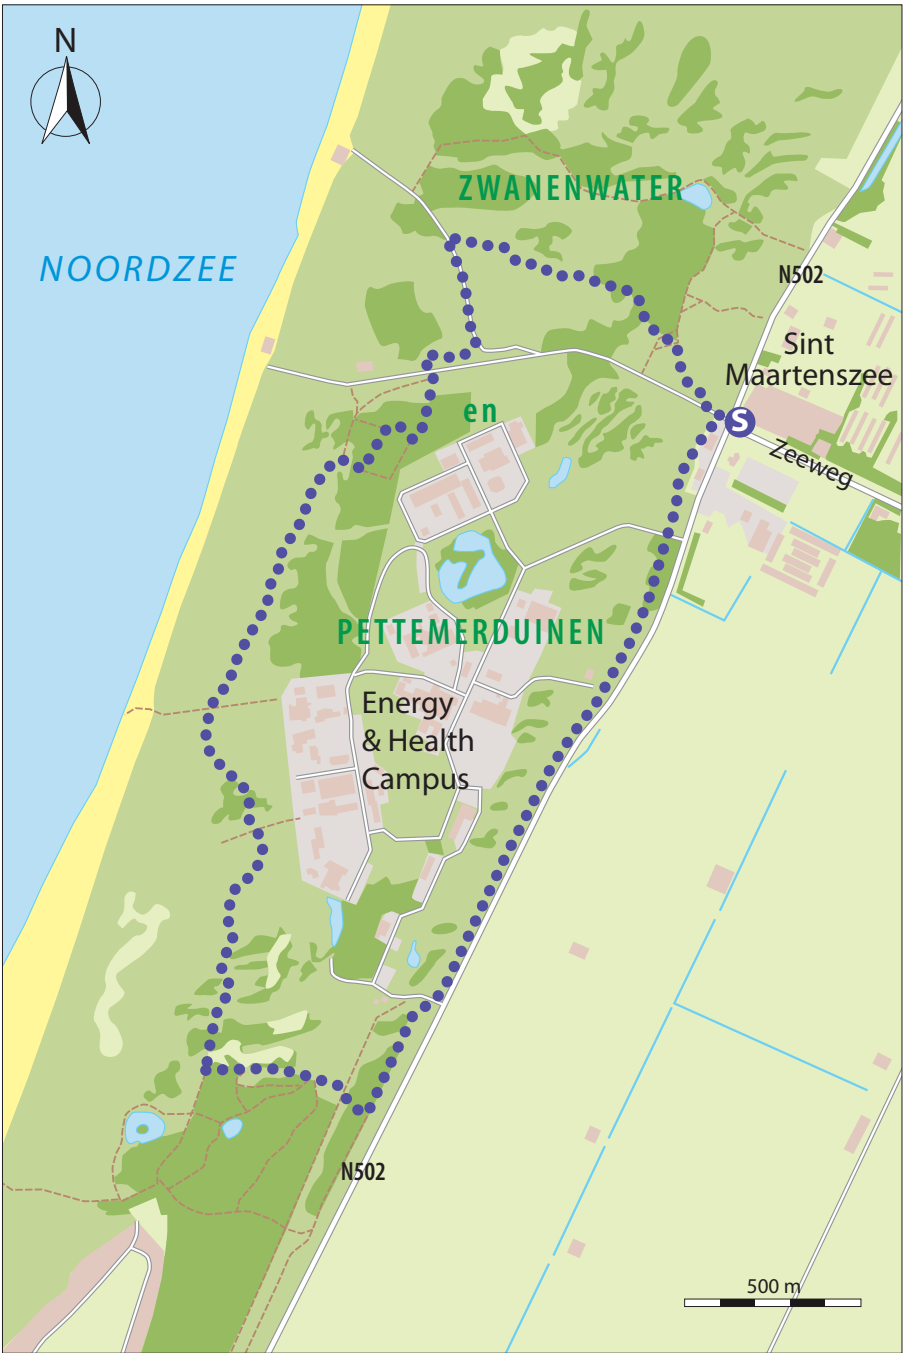 N
ZWANENWATER
NOORDZEE
N502
Sint
Maartenszee
en
S
Zeeweg
PETTEMERDUINEN
Energy
& Health
Campus
N502
500 m